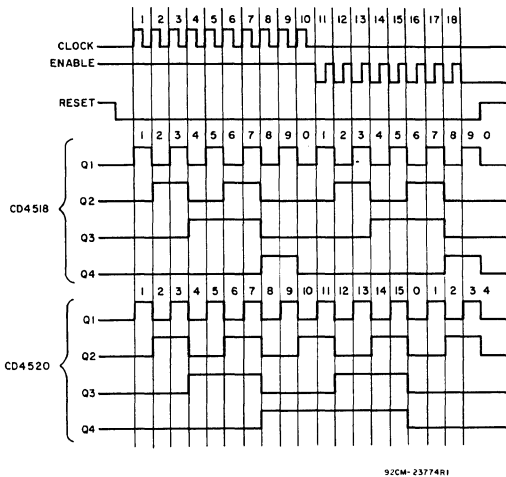 1 2 3 4 5 6 7 8 9 10 11 12 13 14 15 16 17 18
CLOCK
ENABLE
RESET
1 2 3 4 5 6 7 8 9 0 1 2 3 4 5 6 7 8 9 0
Q1
Q2
CD4518
Q3
Q4
1 2 3 4 5 6 7 8 9 10 11 12 13 14 15 0 1 2 3 4
Q1
Q2
CD4520
Q3
Q4
92CM-23774R1